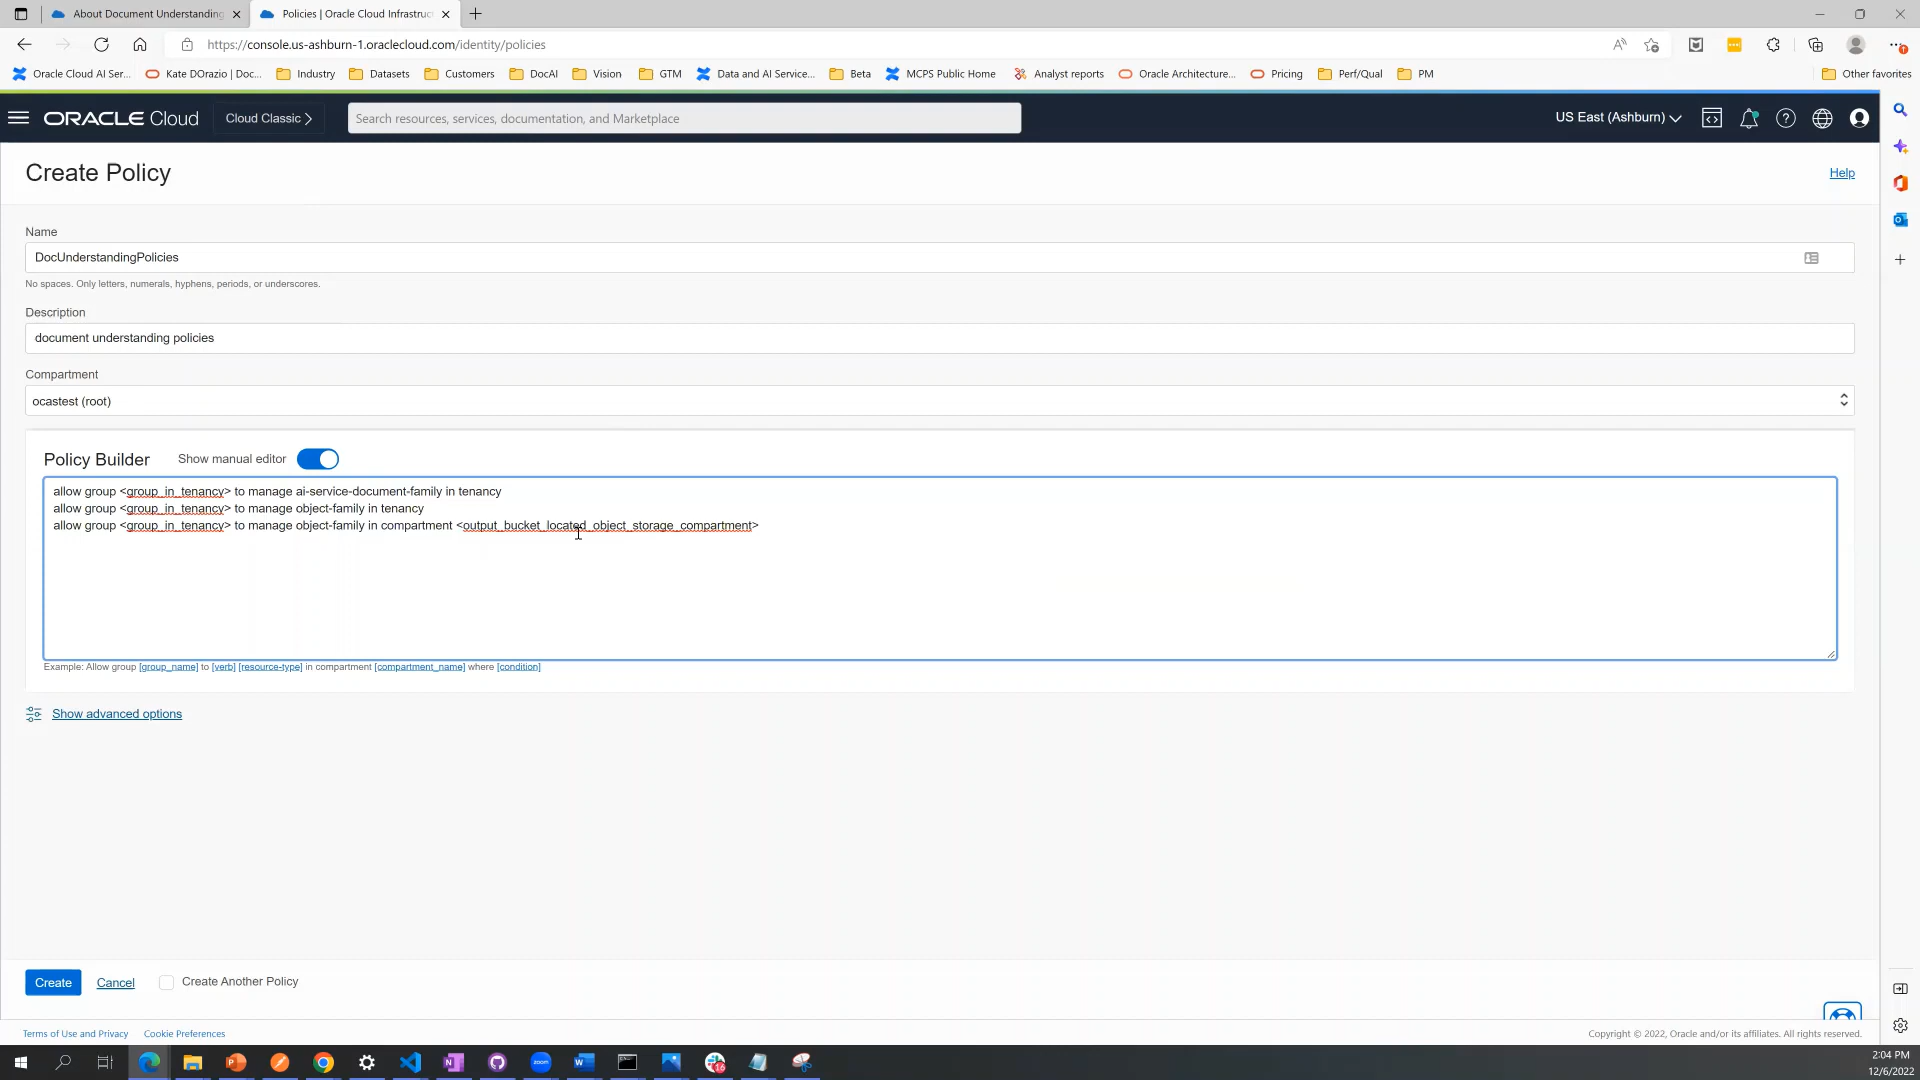 About Document Understanding
Policies | Oracle Cloud Infrastruc
https://console.us-ashburn-1.oraclecloud.com/identity/policies
Oracle Cloud AI Ser...
Kate DOrazio | Doc...
Industry
Datasets
Customers
DocAI
Vision
GTM
Data and AI Service...
Beta
MCPS Public Home
Analyst reports
Oracle Architecture...
Pricing
Perf/Qual
PM
Other favorites
ORACLE Cloud
Cloud Classic
Search resources, services, documentation, and Marketplace
US East (Ashburn)
Create Policy
Help
Name
DocUnderstandingPolicies
No spaces. Only letters, numerals, hyphens, periods, or underscores.
Description
document understanding policies
Compartment
ocastest (root)
Policy Builder
Show manual editor
allow group <group_in_tenancy> to manage ai-service-document-family in tenancy
allow group <group_in_tenancy> to manage object-family in tenancy
allow group <group_in_tenancy> to manage object-family in compartment <output_bucket_located_object_storage_compartment>
Example: Allow group [group_name] to [verb] [resource-type] in compartment [compartment_name] where [condition]
Show advanced options
Create
Cancel
Create Another Policy
Terms of Use and Privacy
Cookie Preferences
Copyright © 2022, Oracle and/or its affiliates. All rights reserved.
zoom
16
2:04 PM
12/6/2022